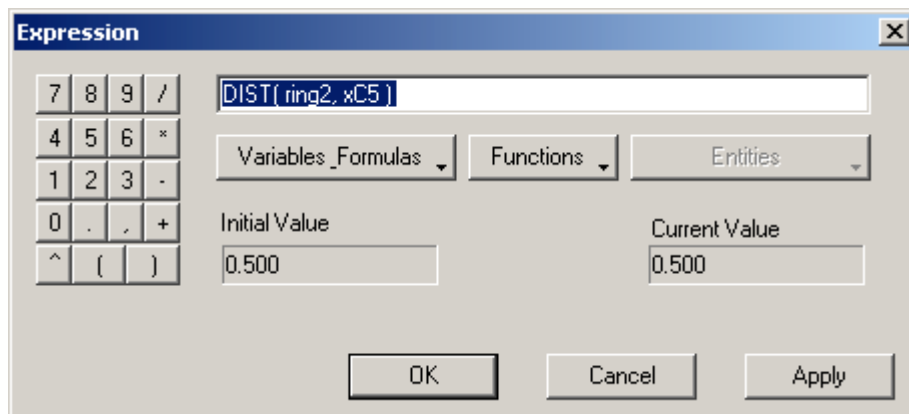 Expression
DIST( ring2, xC5 )
7 8 9 /
4 5 6 *
1 2 3 -
0 . , +
^ ( )
Variables_Formulas
Functions
Entities
Initial Value
0.500
Current Value
0.500
OK
Cancel
Apply